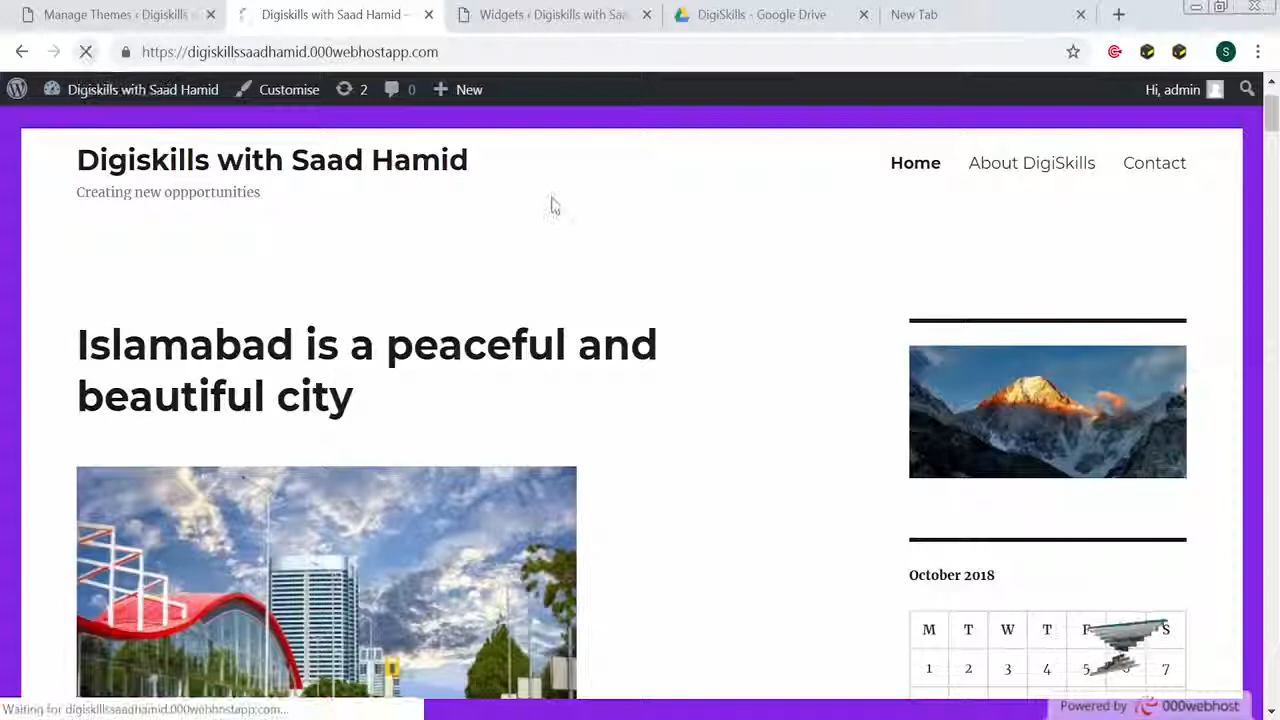 Manage Themes ‹ Digiskills
Digiskills with Saad Hamid –
Widgets ‹ Digiskills with Saa
DigiSkills - Google Drive
New Tab
https://digiskillssaadhamid.000webhostapp.com
S
Digiskills with Saad Hamid
Customise
2
0
New
Hi, admin
Digiskills with Saad Hamid
Creating new oppportunities
Home
About DigiSkills
Contact
Islamabad is a peaceful and
beautiful city
October 2018
M T W T F S
1 2 3 4 5 7
Waiting for digiskillssaadhamid.000webhostapp.com...
Powered by 000webhost